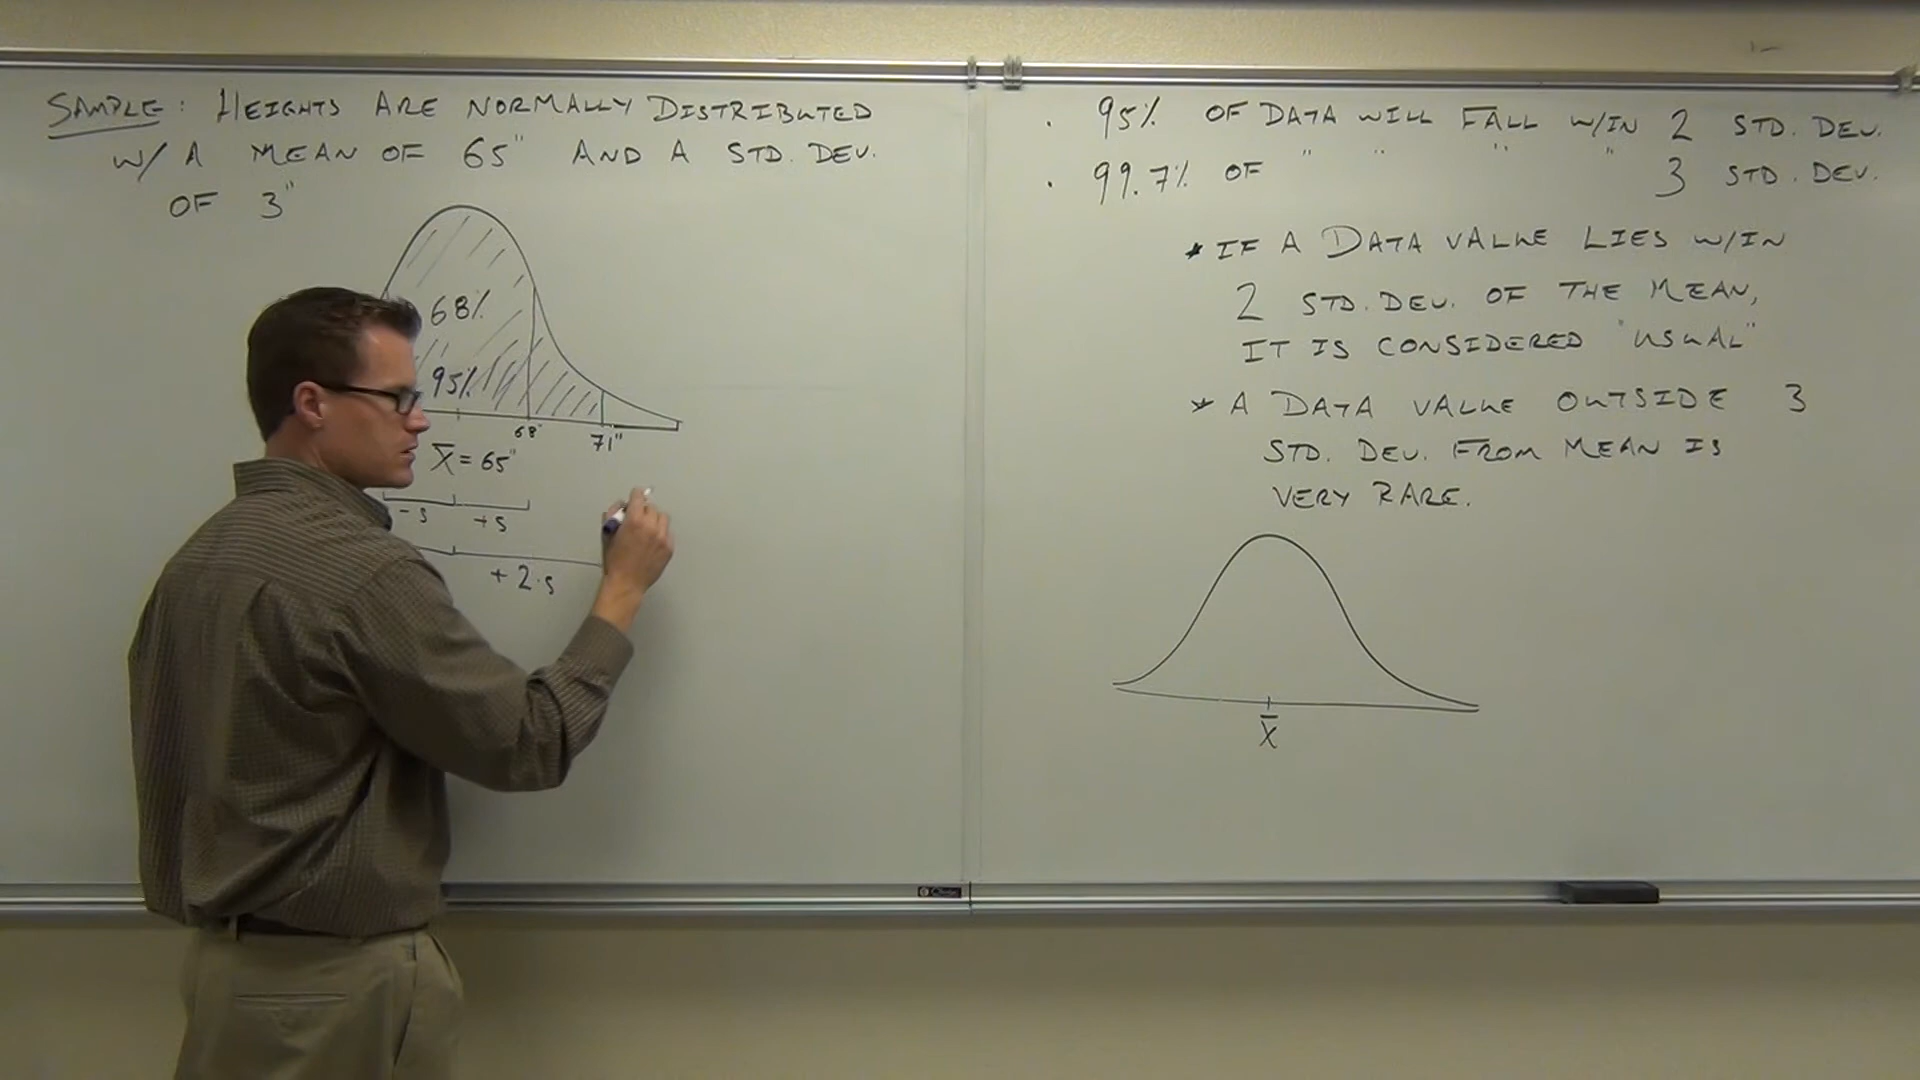 SAMPLE: HEIGHTS ARE NORMALLY DISTRIBUTED
W/ A MEAN OF 65" AND A STD. DEV.
OF 3"
68%
95%
68"
71"
X̄ = 65"
- s
+ s
+ 2·s
· 95% OF DATA WILL FALL W/IN 2 STD. DEV.
· 99.7% OF " " " " 3 STD. DEV.
* IF A DATA VALUE LIES W/IN
2 STD. DEV. OF THE MEAN,
IT IS CONSIDERED "USUAL"
* A DATA VALUE OUTSIDE 3
STD. DEV. FROM MEAN IS
VERY RARE.
X̄